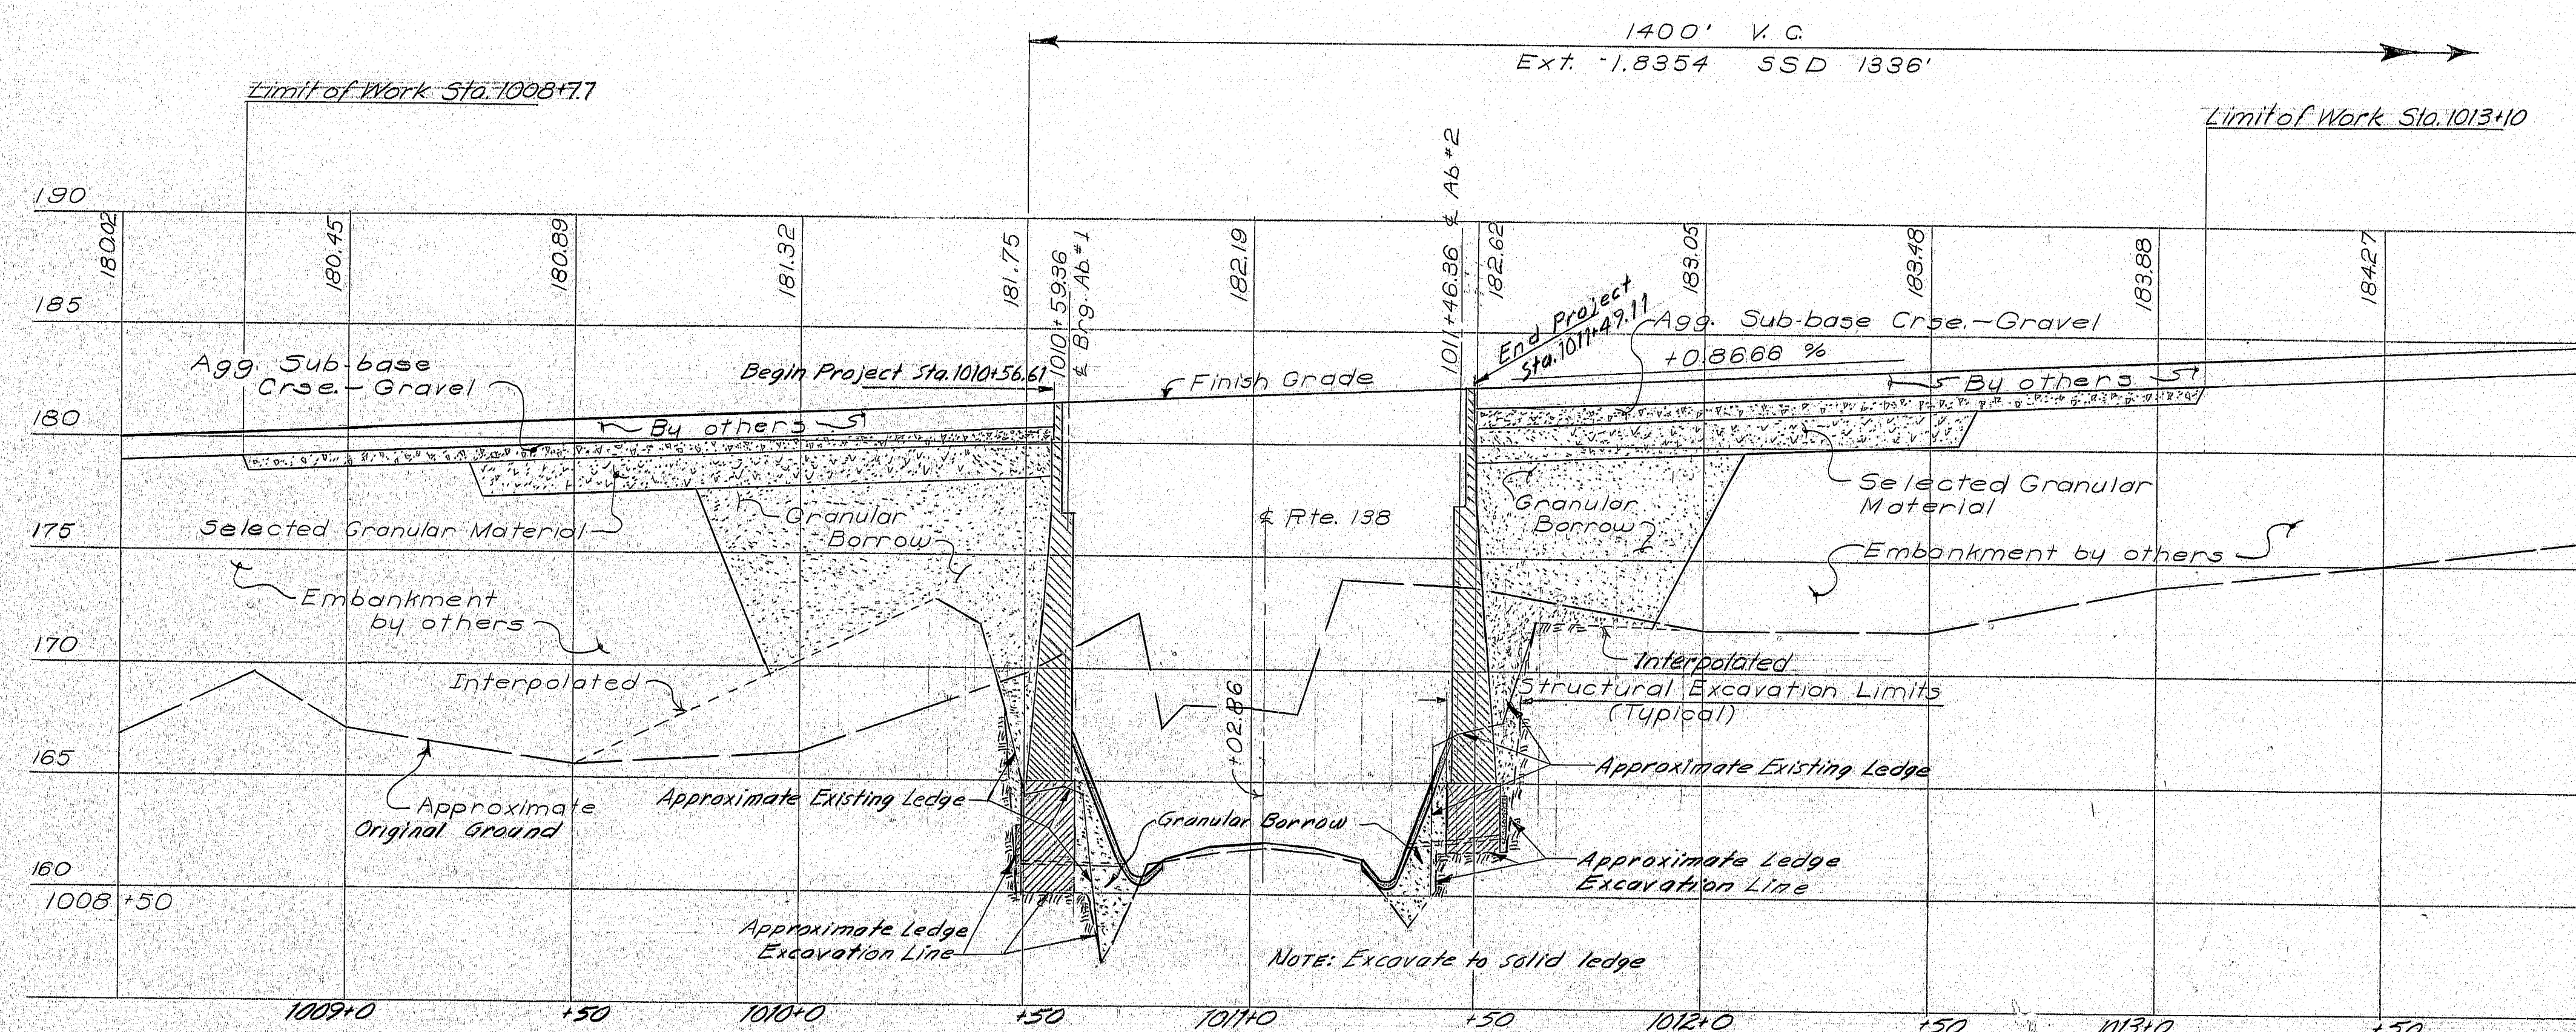 1400' V. C.
Ext. -1.8354 SSD 1336'
Limit of Work Sta. 1008+77
Limit of Work Sta. 1013+10
190
180.02
180.45
180.89
181.32
181.75
1010+59.36
℄ Brg. Ab. #1
182.19
1011+46.36 ℄ Ab #2
182.62
183.05
183.48
183.88
184.27
185
End Project
Sta. 1011+49.11
Agg. Sub-base Crse.-Gravel
+0.8666 %
Agg. Sub-base
Crse.-Gravel
Begin Project Sta. 1010+56.61
Finish Grade
By others
180
By others
Selected Granular
Material
Granular
Borrow
Granular
Borrow
℄ Rte. 138
175
Selected Granular Material
Embankment by others
Embankment
by others
170
Interpolated
Interpolated
Structural Excavation Limits
(Typical)
+02.86
165
Approximate Existing Ledge
Approximate Existing Ledge
Approximate
Original Ground
Granular Borrow
160
Approximate Ledge
Excavation Line
1008+50
Approximate Ledge
Excavation Line
NOTE: Excavate to solid ledge
1009+0
+50
1010+0
+50
1011+0
+50
1012+0
+50
1013+0
+50